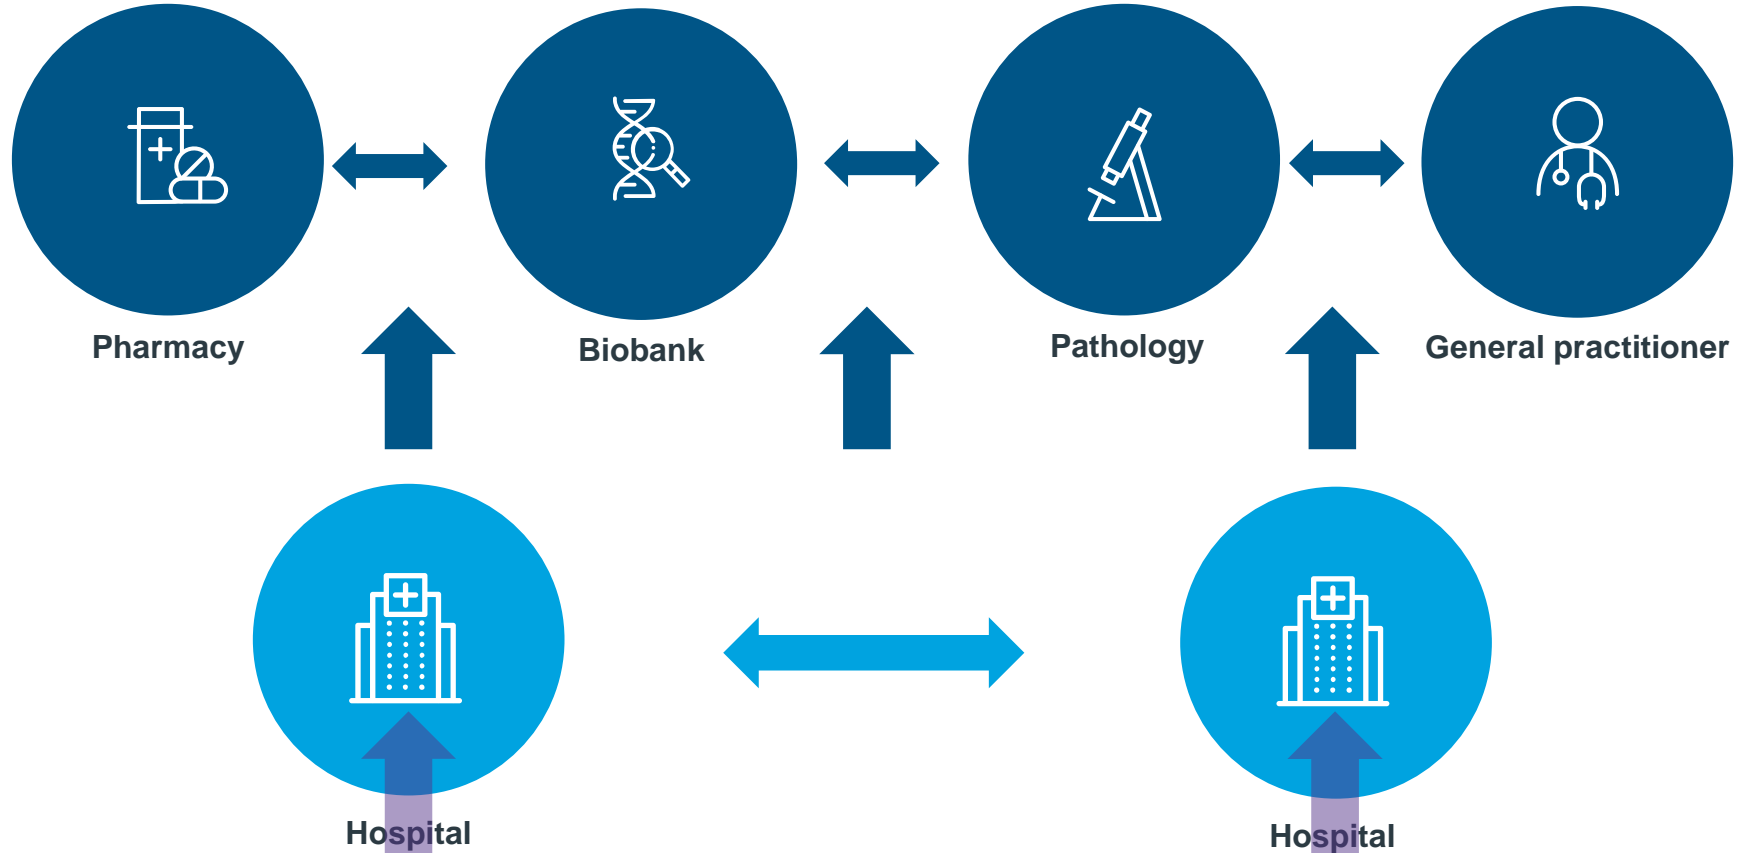 Pharmacy
Biobank
Pathology
General practitioner
Hospital
Hospital